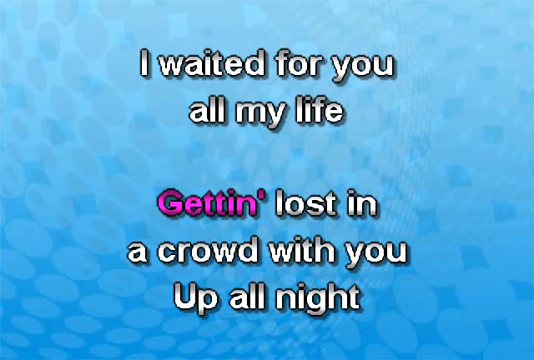 I waited for you
all my life
Gettin' lost in
a crowd with you
Up all night